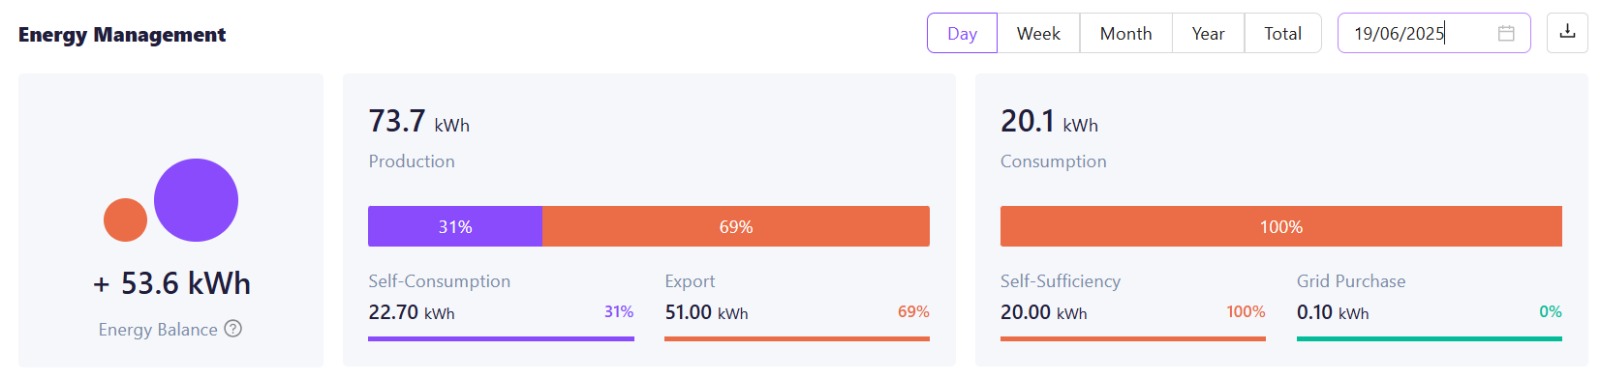 Energy Management
Day Week Month Year Total 19/06/2025
+ 53.6 kWh
Energy Balance ?
73.7 kWh
Production
31% 69%
Self-Consumption Export
22.70 kWh 31% 51.00 kWh 69%
20.1 kWh
Consumption
100%
Self-Sufficiency Grid Purchase
20.00 kWh 100% 0.10 kWh 0%